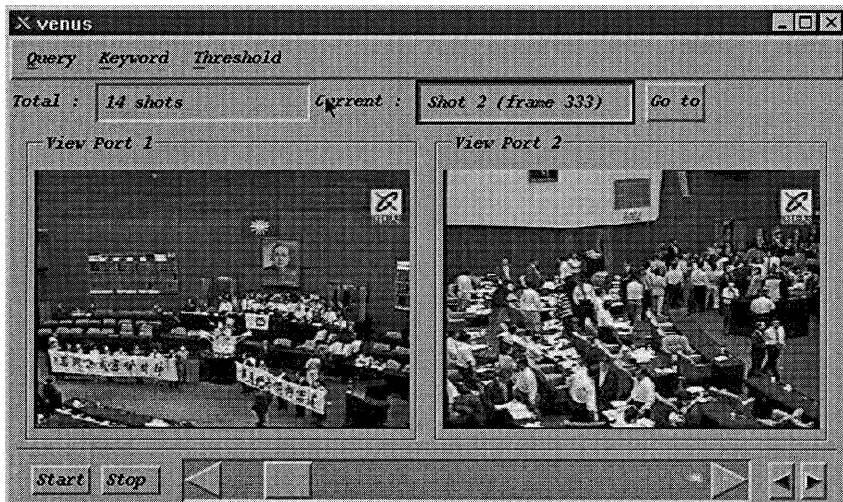 venus
Query Keyword Threshold
Total : 14 shots Current : Shot 2 (frame 333) Go to
View Port 1 View Port 2
Start Stop